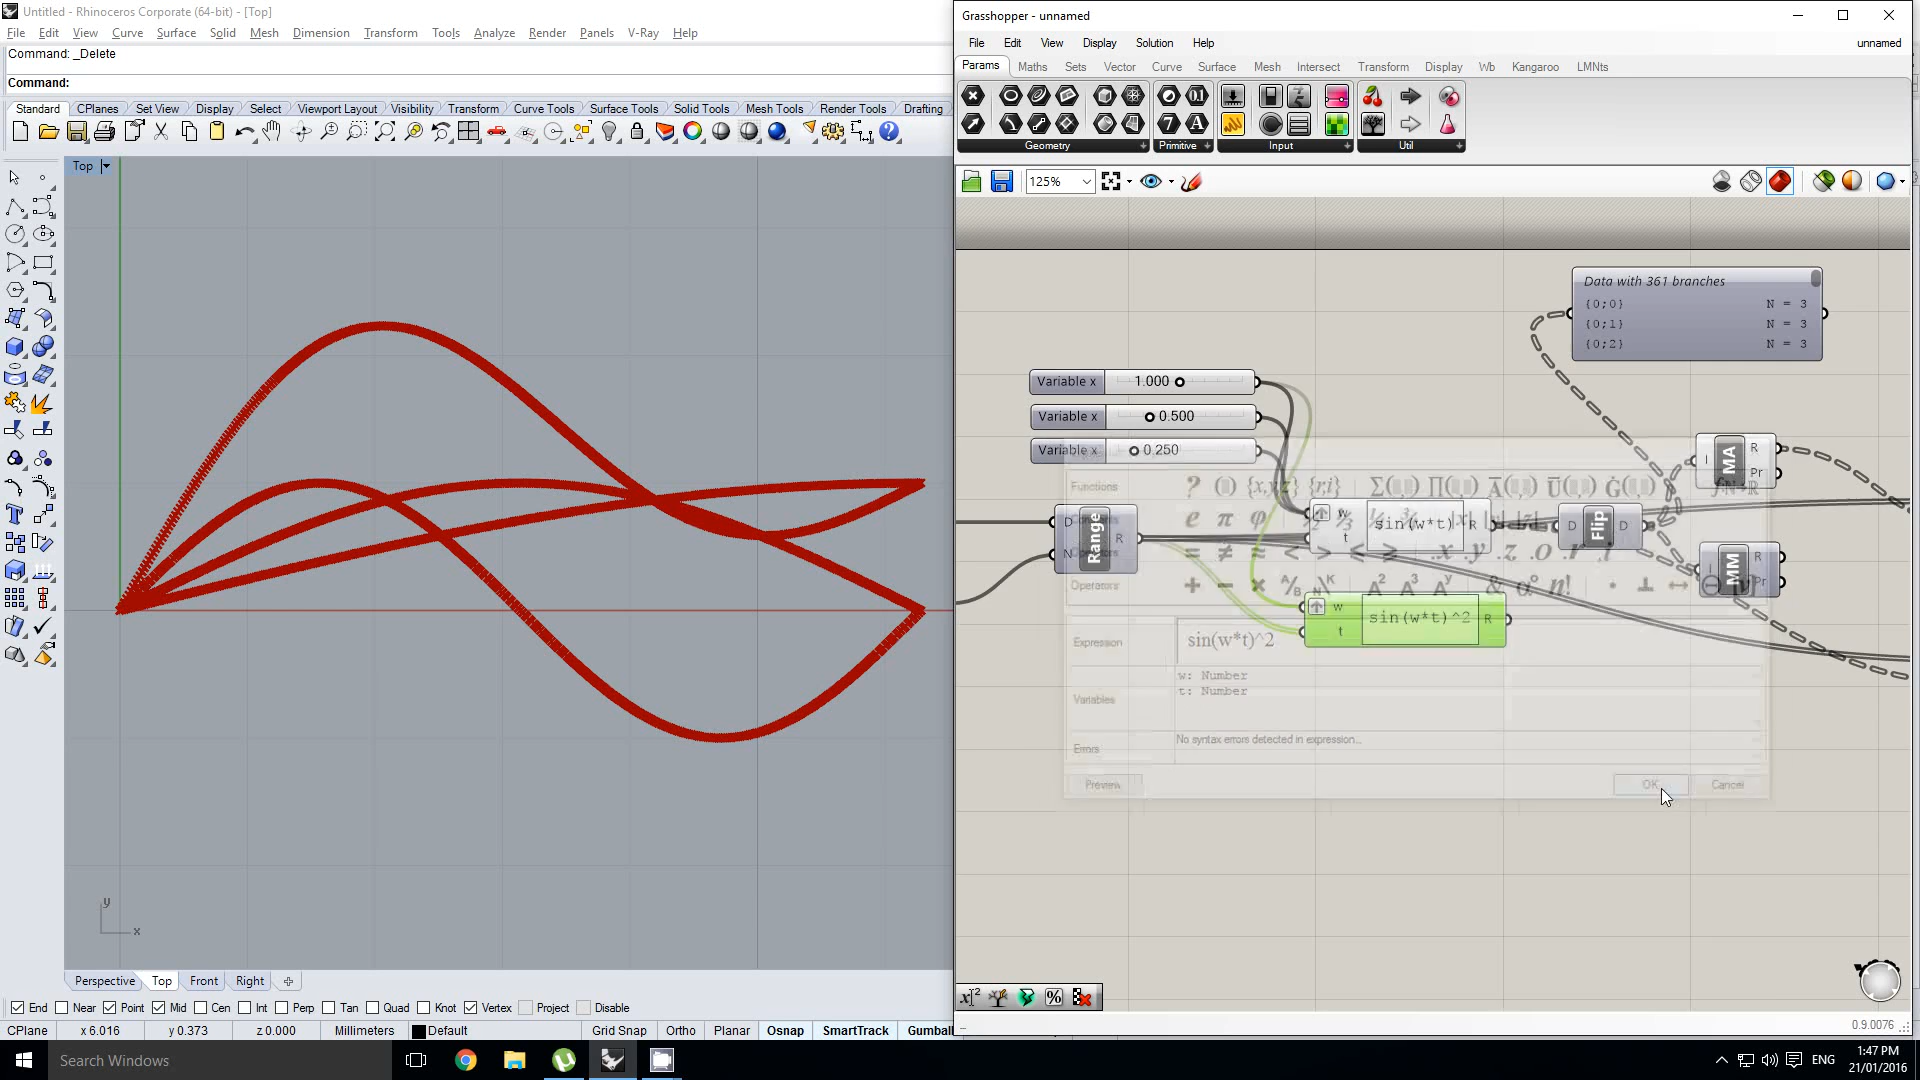 Untitled - Rhinoceros Corporate (64-bit) - [Top]
File Edit View Curve Surface Solid Mesh Dimension Transform Tools Analyze Render Panels V-Ray Help
Command: _Delete
Command:
Standard CPlanes Set View Display Select Viewport Layout Visibility Transform Curve Tools Surface Tools Solid Tools Mesh Tools Render Tools Drafting
Top
y
x
Perspective Top Front Right
End Near Point Mid Cen Int Perp Tan Quad Knot Vertex Project Disable
CPlane x 6.016 y 0.373 z 0.000 Millimeters Default Grid Snap Ortho Planar Osnap SmartTrack Gumball
Grasshopper - unnamed
File Edit View Display Solution Help unnamed
Params Maths Sets Vector Curve Surface Mesh Intersect Transform Display Wb Kangaroo LMNts
Geometry Primitive Input Util
125%
Data with 361 branches
{0;0} N = 3
{0;1} N = 3
{0;2} N = 3
Variable x 1.000
Variable x 0.500
Variable x 0.250
D N Range R
w t sin(w*t) R
D Flip D
I MA R Pr
I MM R Pr
w t sin(w*t)^2 R
Functions
Operators
Expression sin(w*t)^2
Variables
w: Number
t: Number
Errors
No syntax errors detected in expression...
Preview OK Cancel
0.9.0076
Search Windows
ENG
1:47 PM
21/01/2016